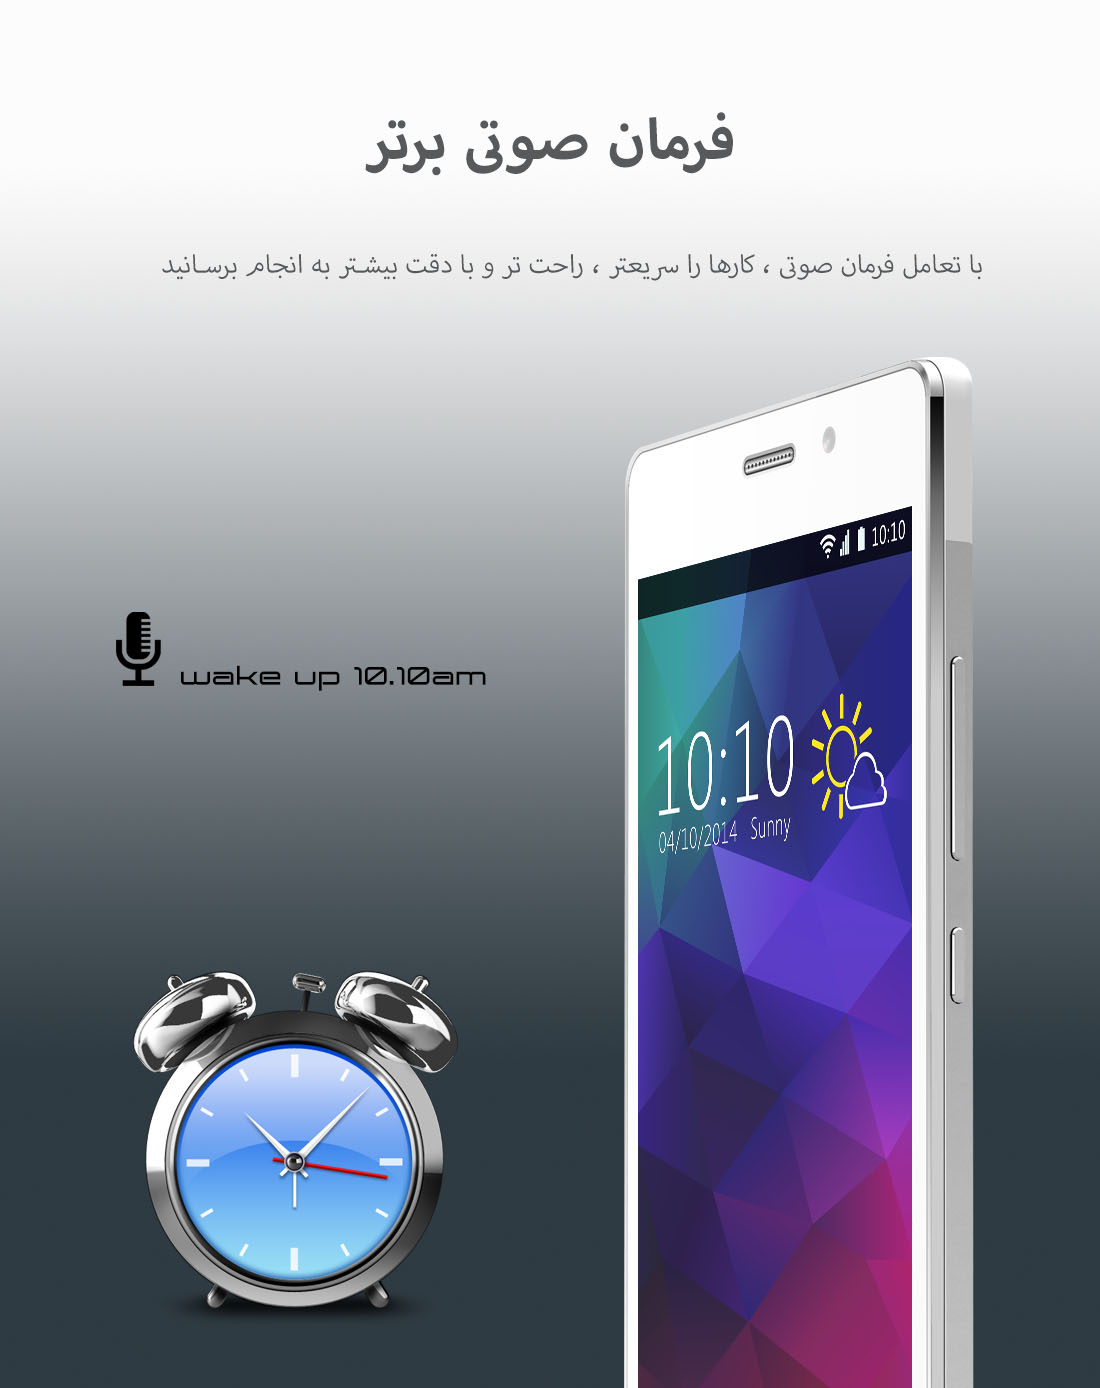 فرمان صوتی برتر
با تعامل فرمان صوتی ، کارها را سریعتر ، راحت تر و با دقت بیشتر به انجام برسانید
10:10
wake up 10.10am
10:10
04/10/2014 Sunny